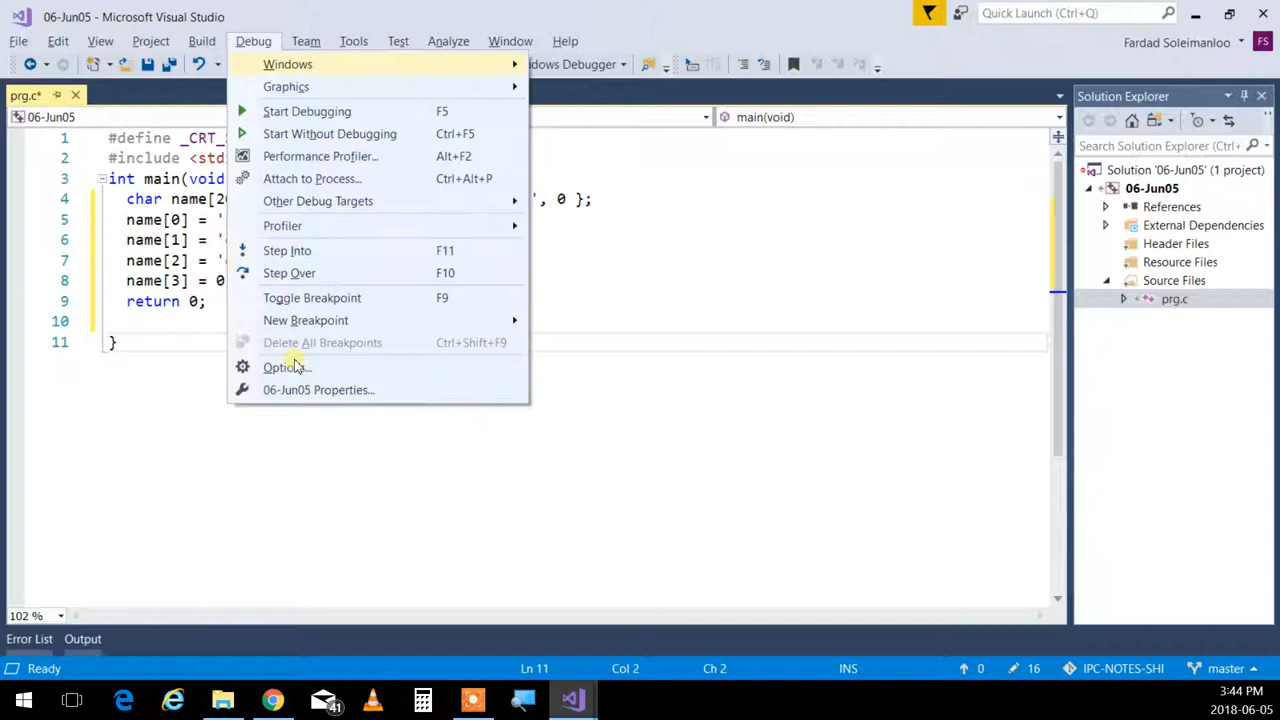 06-Jun05 - Microsoft Visual Studio
Quick Launch (Ctrl+Q)
File Edit View Project Build Debug Team Tools Test Analyze Window Help
Fardad Soleimanloo FS
Windows Debugger
prg.c*
06-Jun05
main(void)
1 #define _CRT_S
2 #include <std
3 int main(void
4 char name[20 ', 0 };
5 name[0] = '
6 name[1] = '
7 name[2] = '
8 name[3] = 0
9 return 0;
10
11 }
Windows
Graphics
Start Debugging F5
Start Without Debugging Ctrl+F5
Performance Profiler... Alt+F2
Attach to Process... Ctrl+Alt+P
Other Debug Targets
Profiler
Step Into F11
Step Over F10
Toggle Breakpoint F9
New Breakpoint
Delete All Breakpoints Ctrl+Shift+F9
Options...
06-Jun05 Properties...
Solution Explorer
Search Solution Explorer (Ctrl+
Solution '06-Jun05' (1 project)
06-Jun05
References
External Dependencies
Header Files
Resource Files
Source Files
prg.c
102 %
Error List Output
Ready Ln 11 Col 2 Ch 2 INS 0 16 IPC-NOTES-SHI master
41
3:44 PM
2018-06-05